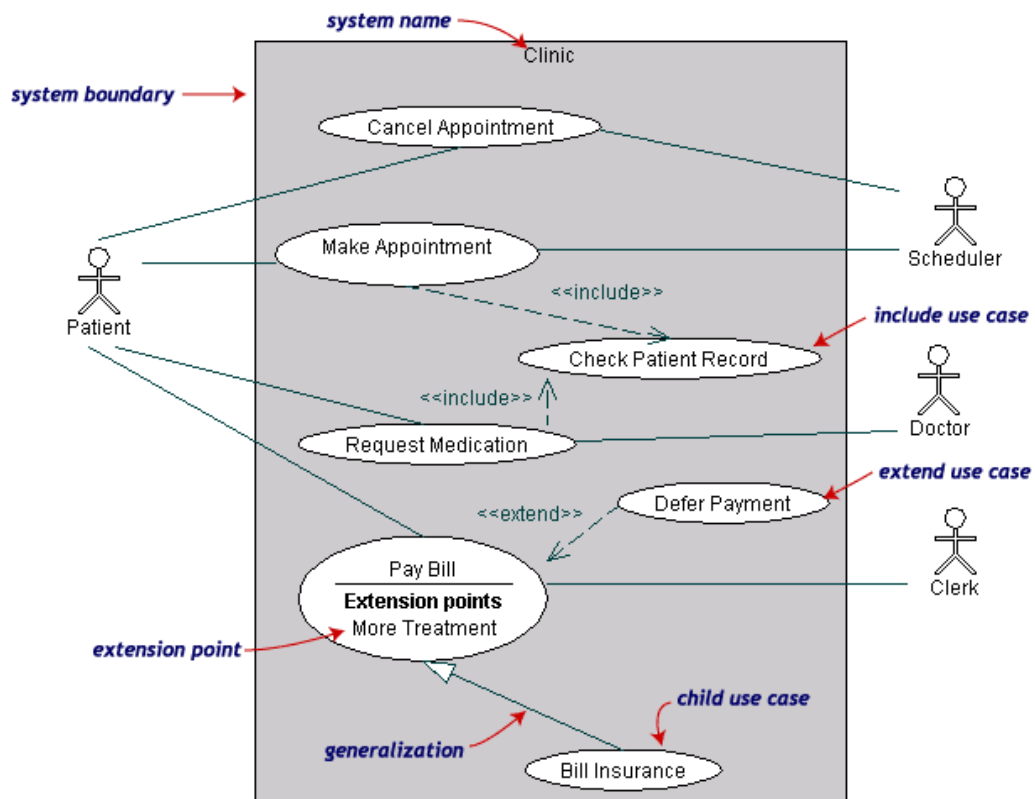 system name
Clinic
system boundary
Cancel Appointment
Make Appointment
Scheduler
Patient
<<include>>
include use case
Check Patient Record
<<include>>
Doctor
Request Medication
extend use case
Defer Payment
<<extend>>
Pay Bill
Clerk
Extension points
More Treatment
extension point
child use case
generalization
Bill Insurance